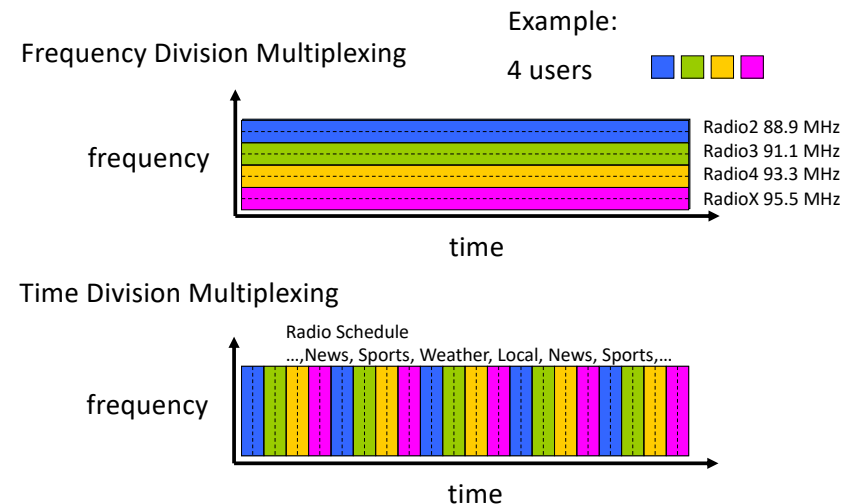 Example:
Frequency Division Multiplexing
4 users
frequency
Radio2 88.9 MHz
Radio3 91.1 MHz
Radio4 93.3 MHz
RadioX 95.5 MHz
time
Time Division Multiplexing
Radio Schedule
…,News, Sports, Weather, Local, News, Sports,…
frequency
time